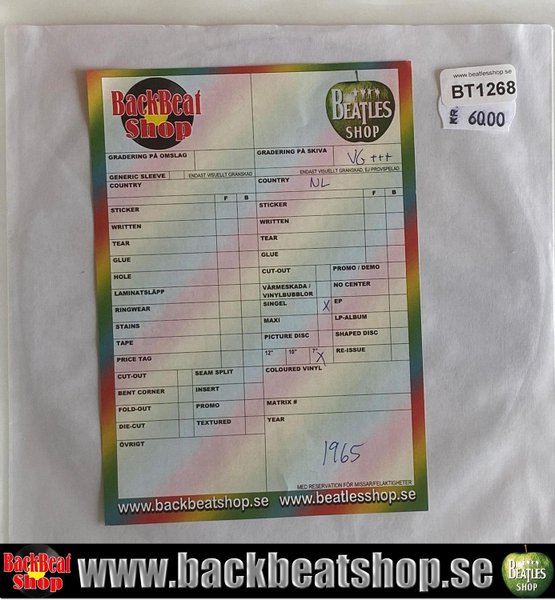 www.beatlesshop.se
BT1268
KR. 60.00
BackBeat
Shop
BEATLES
SHOP
GRADERING PÅ OMSLAG
GRADERING PÅ SKIVA VG +++
GENERIC SLEEVE ENDAST VISUELLT GRANSKAD
ENDAST VISUELLT GRANSKAD, EJ PROVSPELAD
COUNTRY
COUNTRY NL
F B
F B
STICKER
STICKER
WRITTEN
WRITTEN
TEAR
TEAR
GLUE
GLUE
HOLE
CUT-OUT
PROMO / DEMO
LAMINATSLÄPP
VÄRMESKADA /
VINYLBUBBLOR
NO CENTER
RINGWEAR
SINGEL X
EP
STAINS
MAXI
LP-ALBUM
TAPE
PICTURE DISC
SHAPED DISC
PRICE TAG
12" 10" 7" X
RE-ISSUE
CUT-OUT
SEAM SPLIT
COLOURED VINYL
BENT CORNER
INSERT
FOLD-OUT
PROMO
MATRIX #
DIE-CUT
TEXTURED
YEAR
ÖVRIGT
1965
MED RESERVATION FÖR MISSAR/FELAKTIGHETER
www.backbeatshop.se www.beatlesshop.se
BackBeat
Shop
www.backbeatshop.se
BEATLES
SHOP